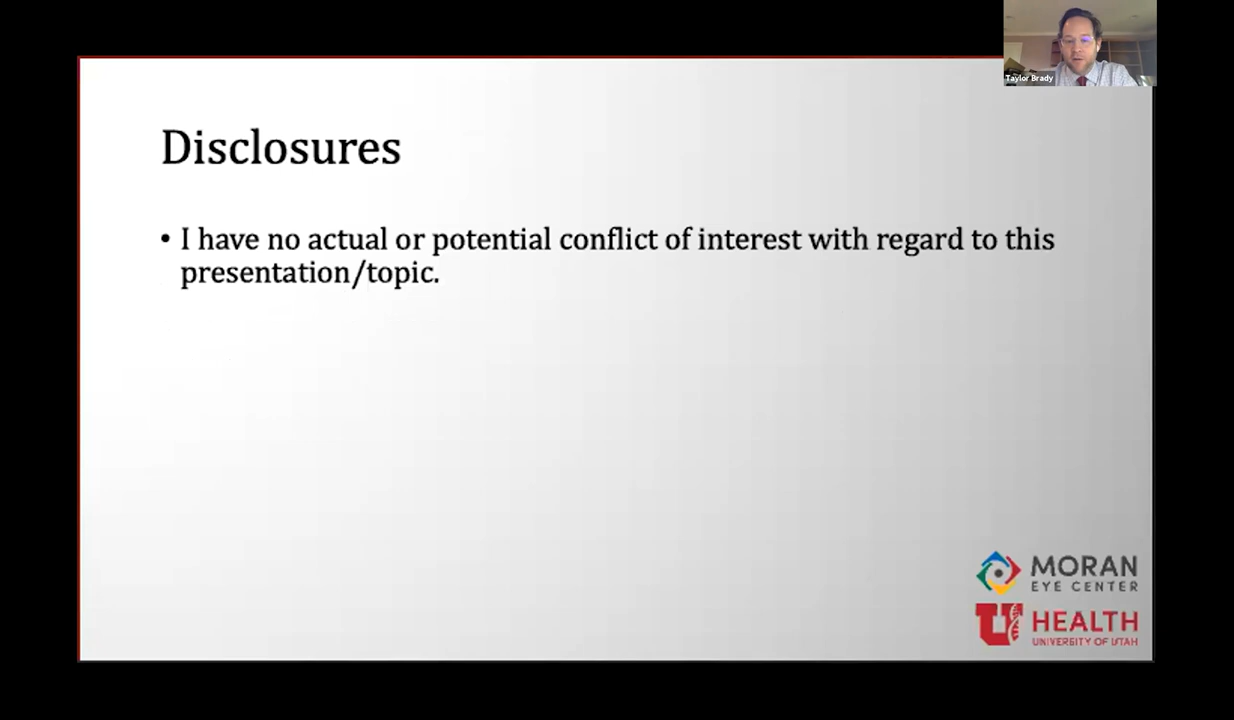 Taylor Brady
Disclosures
• I have no actual or potential conflict of interest with regard to this
presentation/topic.
MORAN
EYE CENTER
U HEALTH
UNIVERSITY OF UTAH